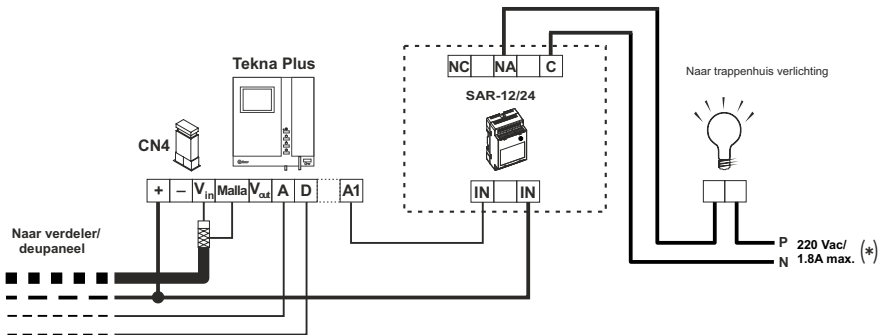 Tekna Plus
CN4
+ – Vin Malla Vout A D A1
NC NA C
SAR-12/24
IN IN
Naar trappenhuis verlichting
Naar verdeler/
deupaneel
P
N
220 Vac/
1.8A max.
(*)